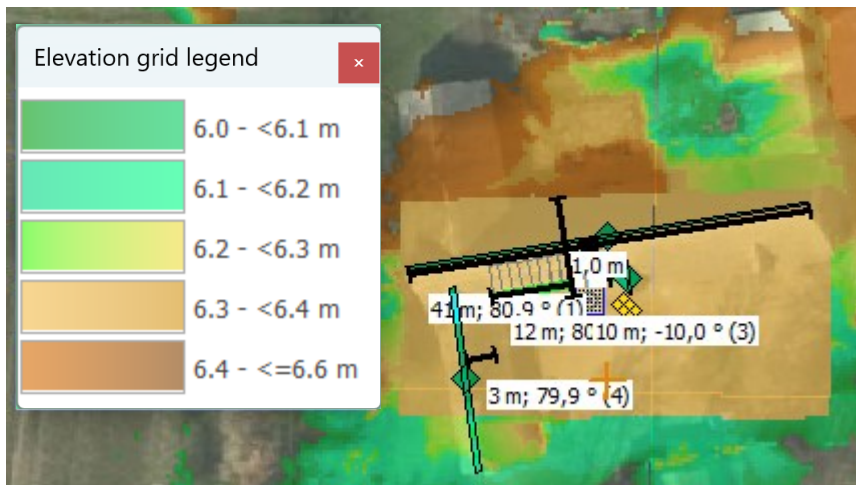 Elevation grid legend
×
6.0 - <6.1 m
6.1 - <6.2 m
6.2 - <6.3 m
6.3 - <6.4 m
6.4 - <=6.6 m
1,0 m
41 m; 80,9 ° (1)
12 m; 80
10 m; -10,0 ° (3)
3 m; 79,9 ° (4)